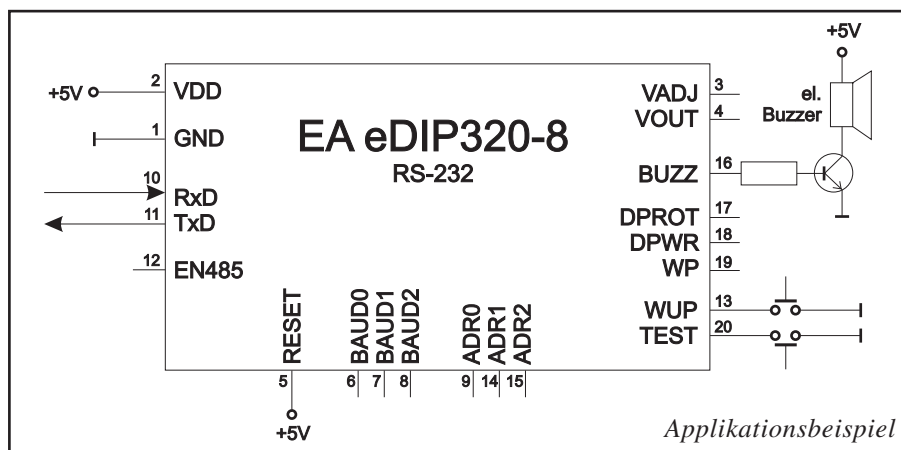 +5V
2
VDD
+5V
3
VADJ
VOUT
4
el.
Buzzer
1
GND
EA eDIP320-8
RS-232
16
BUZZ
10
RxD
11
TxD
17
DPROT
18
DPWR
19
WP
12
EN485
13
WUP
20
TEST
RESET
BAUD0
BAUD1
BAUD2
ADR0
ADR1
ADR2
5
6
7
8
9
14
15
+5V
Applikationsbeispiel